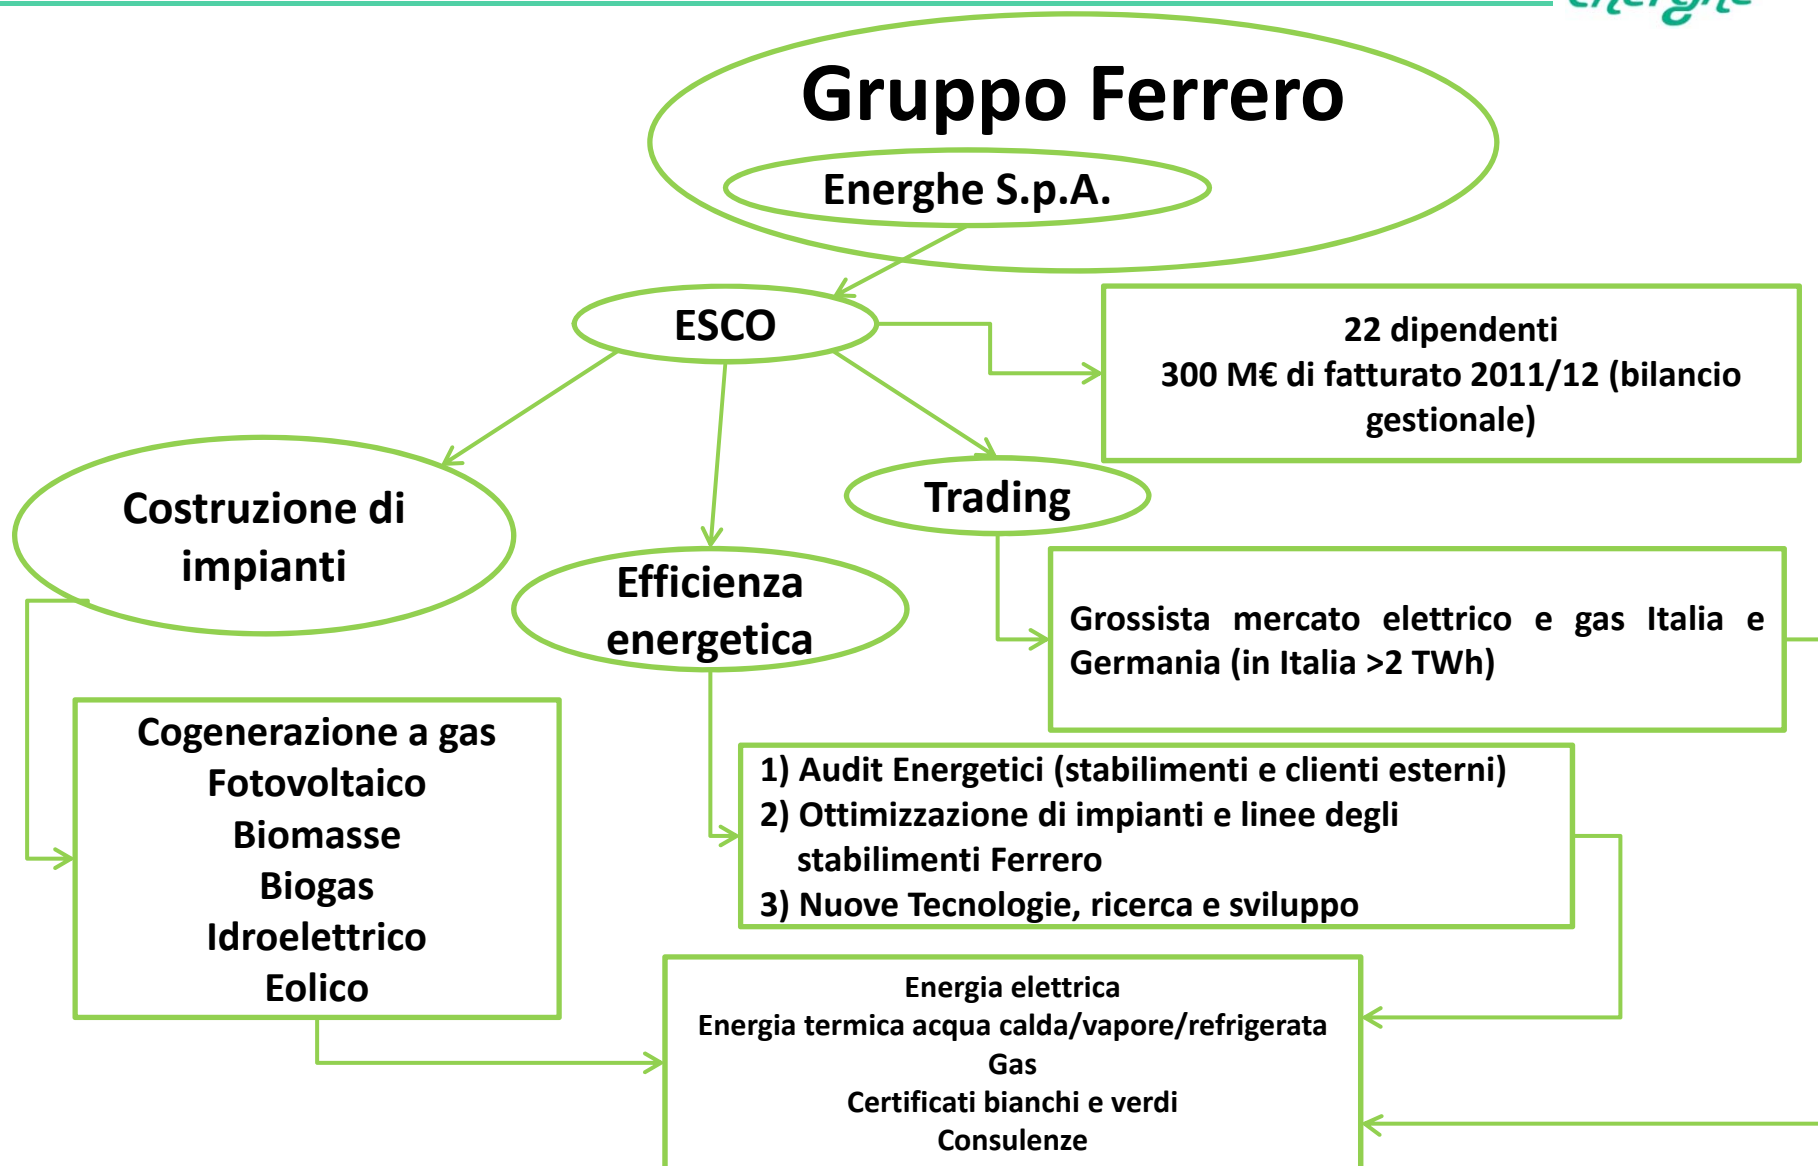 energhe
Gruppo Ferrero
Energhe S.p.A.
ESCO
22 dipendenti
300 M€ di fatturato 2011/12 (bilancio
gestionale)
Costruzione di
impianti
Trading
Efficienza
energetica
Grossista mercato elettrico e gas Italia e
Germania (in Italia >2 TWh)
Cogenerazione a gas
Fotovoltaico
Biomasse
Biogas
Idroelettrico
Eolico
1) Audit Energetici (stabilimenti e clienti esterni)
2) Ottimizzazione di impianti e linee degli
stabilimenti Ferrero
3) Nuove Tecnologie, ricerca e sviluppo
Energia elettrica
Energia termica acqua calda/vapore/refrigerata
Gas
Certificati bianchi e verdi
Consulenze